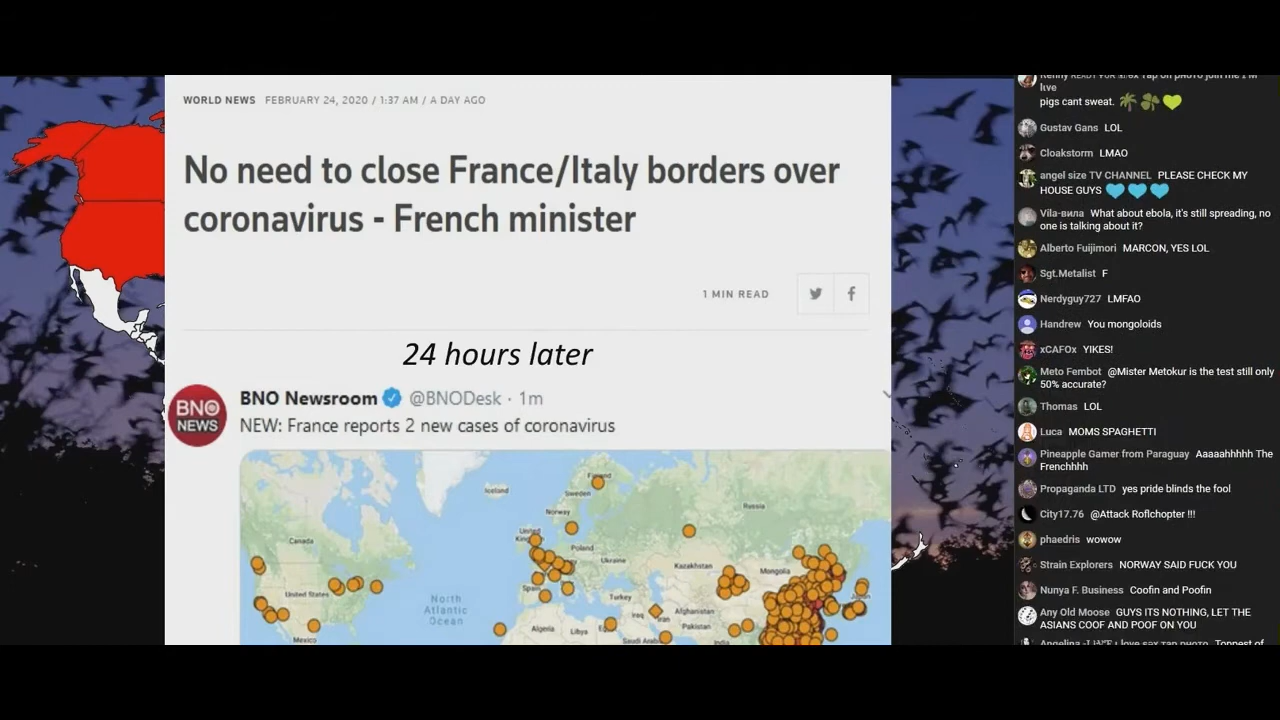 WORLD NEWS FEBRUARY 24, 2020 / 1:37 AM / A DAY AGO
No need to close France/Italy borders over
coronavirus - French minister
1 MIN READ
24 hours later
BNO Newsroom @BNODesk · 1m
NEW: France reports 2 new cases of coronavirus
BNO
NEWS
Iceland
Finland
Sweden
Norway
Russia
Canada
United
Poland
Ukraine
Kazakhstan
Mongolia
United States
Spain
Turkey
North
Atlantic
Ocean
Iraq
Iran
Afghanistan
Pakistan
Japan
Algeria
Libya
Saudi Arabia
India
Mexico
live
pigs cant sweat.
Gustav Gans LOL
Cloakstorm LMAO
angel size TV CHANNEL PLEASE CHECK MY
HOUSE GUYS
Vila-вила What about ebola, it's still spreading, no
one is talking about it?
Alberto Fuijimori MARCON, YES LOL
Sgt.Metalist F
Nerdyguy727 LMFAO
Handrew You mongoloids
xCAFOx YIKES!
Meto Fembot @Mister Metokur is the test still only
50% accurate?
Thomas LOL
Luca MOMS SPAGHETTI
Pineapple Gamer from Paraguay Aaaaahhhhh The
Frenchhhh
Propaganda LTD yes pride blinds the fool
City17.76 @Attack Roflchopter !!!
phaedris wowow
Strain Explorers NORWAY SAID FUCK YOU
Nunya F. Business Coofin and Poofin
Any Old Moose GUYS ITS NOTHING, LET THE
ASIANS COOF AND POOF ON YOU